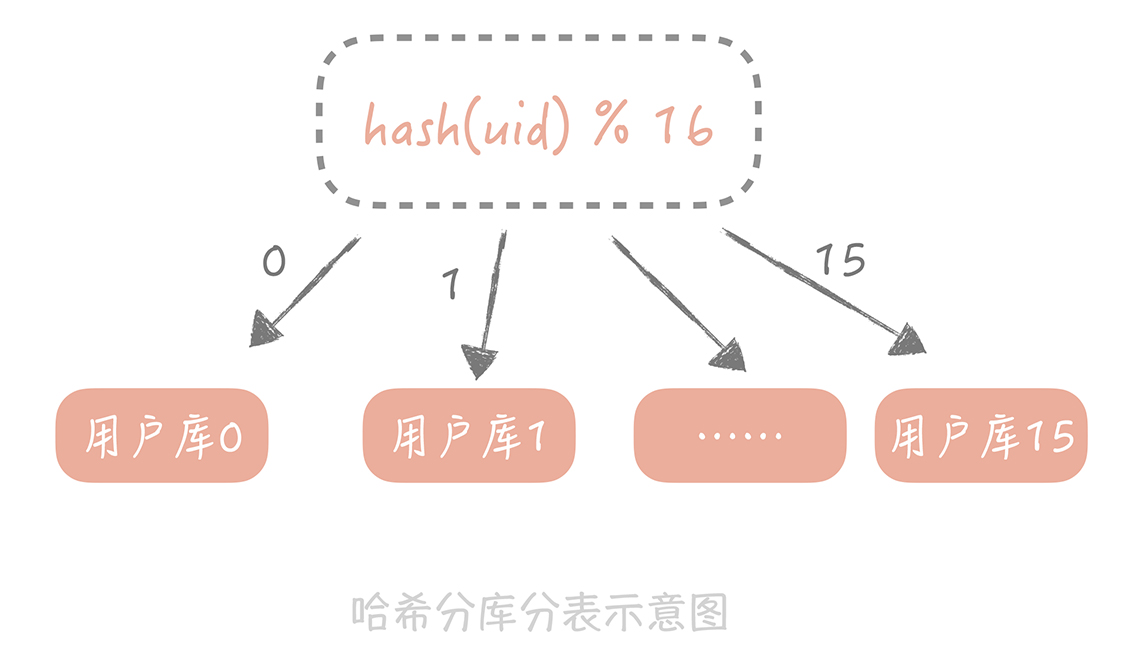 hash(uid) % 16
0
1
15
用户库0
用户库1
......
用户库15
哈希分库分表示意图